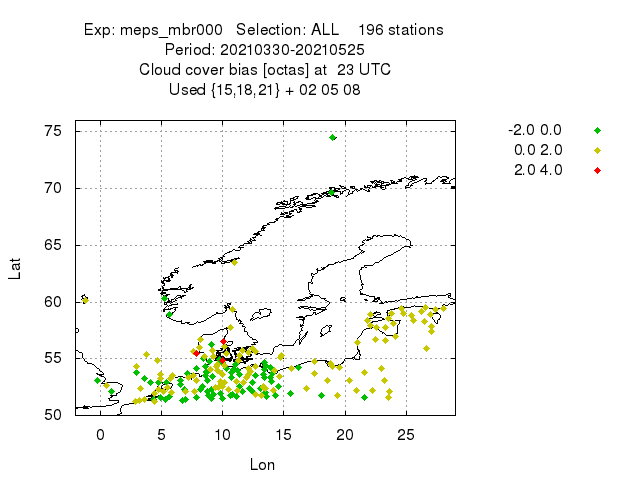 Exp: meps_mbr000   Selection: ALL    196 stations
Period: 20210330-20210525
Cloud cover bias [octas] at  23 UTC
Used {15,18,21} + 02 05 08
-2.0 0.0
0.0 2.0
2.0 4.0
75
70
65
60
55
50
Lat
0 5 10 15 20 25
Lon